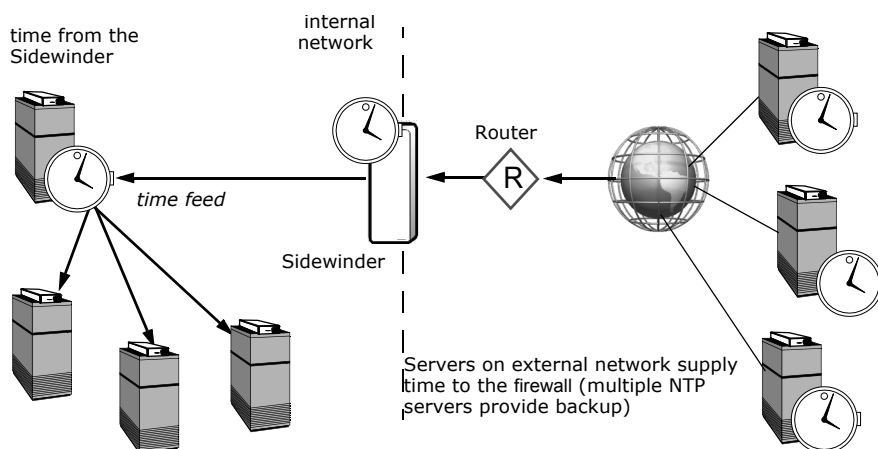 time from the
Sidewinder
internal
network
Router
R
time feed
Sidewinder
Servers on external network supply
time to the firewall (multiple NTP
servers provide backup)